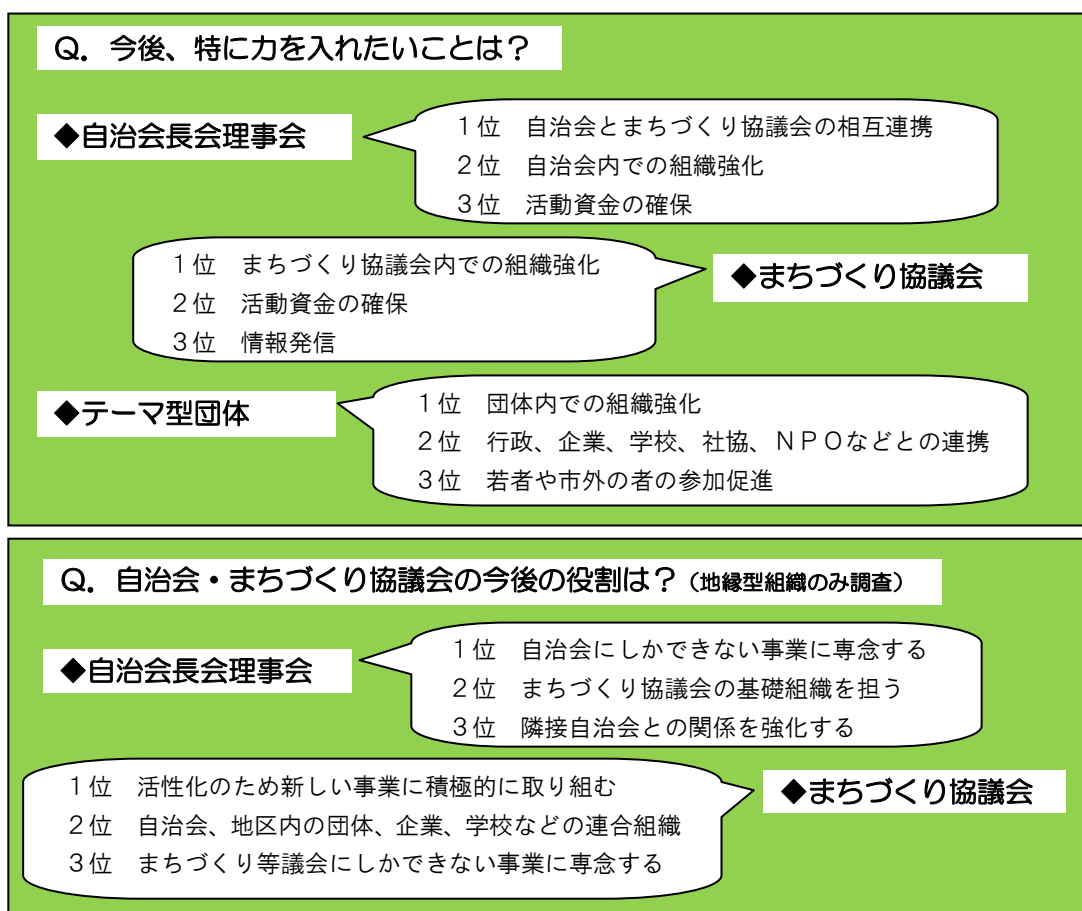 Q．今後、特に力を入れたいことは？
◆自治会長会理事会
１位　自治会とまちづくり協議会の相互連携
２位　自治会内での組織強化
３位　活動資金の確保
１位　まちづくり協議会内での組織強化
２位　活動資金の確保
３位　情報発信
◆まちづくり協議会
◆テーマ型団体
１位　団体内での組織強化
２位　行政、企業、学校、社協、ＮＰＯなどとの連携
３位　若者や市外の者の参加促進
Q．自治会・まちづくり協議会の今後の役割は？（地縁型組織のみ調査）
◆自治会長会理事会
１位　自治会にしかできない事業に専念する
２位　まちづくり協議会の基礎組織を担う
３位　隣接自治会との関係を強化する
１位　活性化のため新しい事業に積極的に取り組む
２位　自治会、地区内の団体、企業、学校などの連合組織
３位　まちづくり等議会にしかできない事業に専念する
◆まちづくり協議会